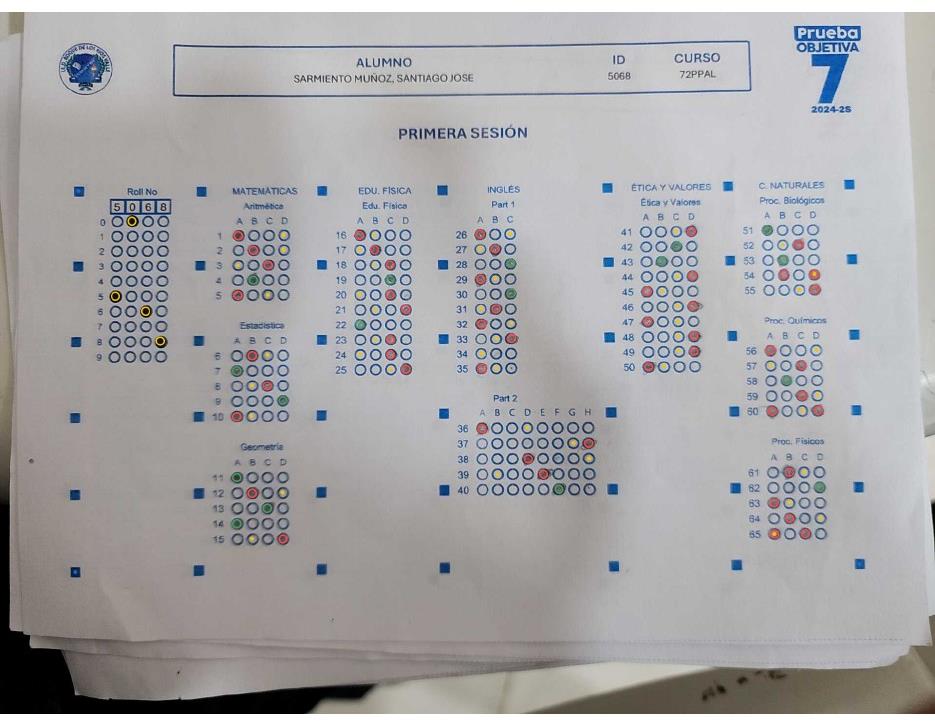 Prueba
OBJETIVA
7
2024-2S
ALUMNO ID CURSO
SARMIENTO MUÑOZ, SANTIAGO JOSE 5068 72PPAL
PRIMERA SESIÓN
Roll No
5 0 6 8
0
1
2
3
4
5
6
7
8
9
MATEMÁTICAS
Aritmética
A B C D
1
2
3
4
5
Estadística
A B C D
6
7
8
9
10
Geometría
A B C D
11
12
13
14
15
EDU. FÍSICA
Edu. Física
A B C D
16
17
18
19
20
21
22
23
24
25
INGLÉS
Part 1
A B C
26
27
28
29
30
31
32
33
34
35
Part 2
A B C D E F G H
36
37
38
39
40
ÉTICA Y VALORES
Ética y Valores
A B C D
41
42
43
44
45
46
47
48
49
50
C. NATURALES
Proc. Biológicos
A B C D
51
52
53
54
55
Proc. Químicos
A B C D
56
57
58
59
60
Proc. Físicos
A B C D
61
62
63
64
65